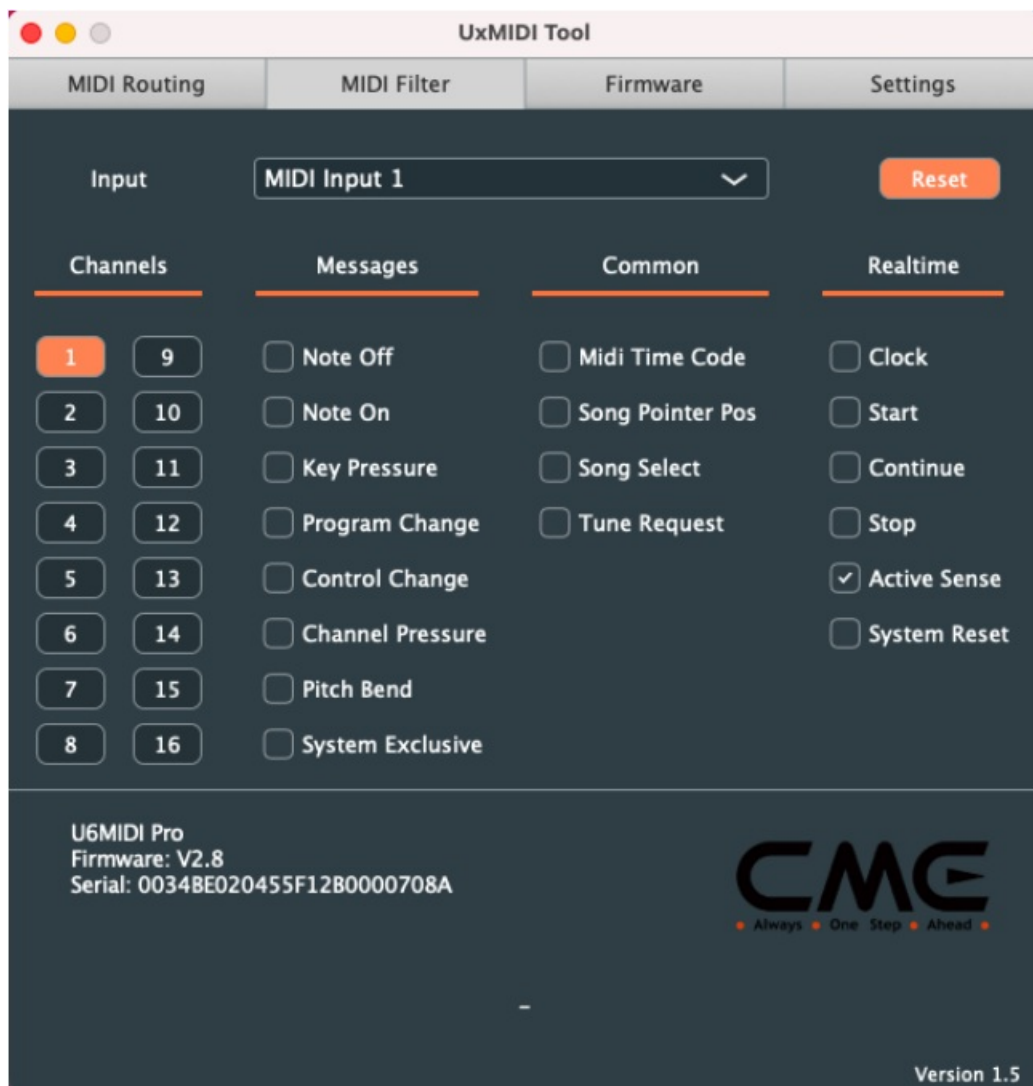 UxMIDI Tool
MIDI Routing MIDI Filter Firmware Settings
Input MIDI Input 1 Reset
Channels Messages Common Realtime
1 9 Note Off Midi Time Code Clock
2 10 Note On Song Pointer Pos Start
3 11 Key Pressure Song Select Continue
4 12 Program Change Tune Request Stop
5 13 Control Change Active Sense
6 14 Channel Pressure System Reset
7 15 Pitch Bend
8 16 System Exclusive
U6MIDI Pro
Firmware: V2.8
Serial: 0034BE020455F12B0000708A
CME
Always One Step Ahead
-
Version 1.5